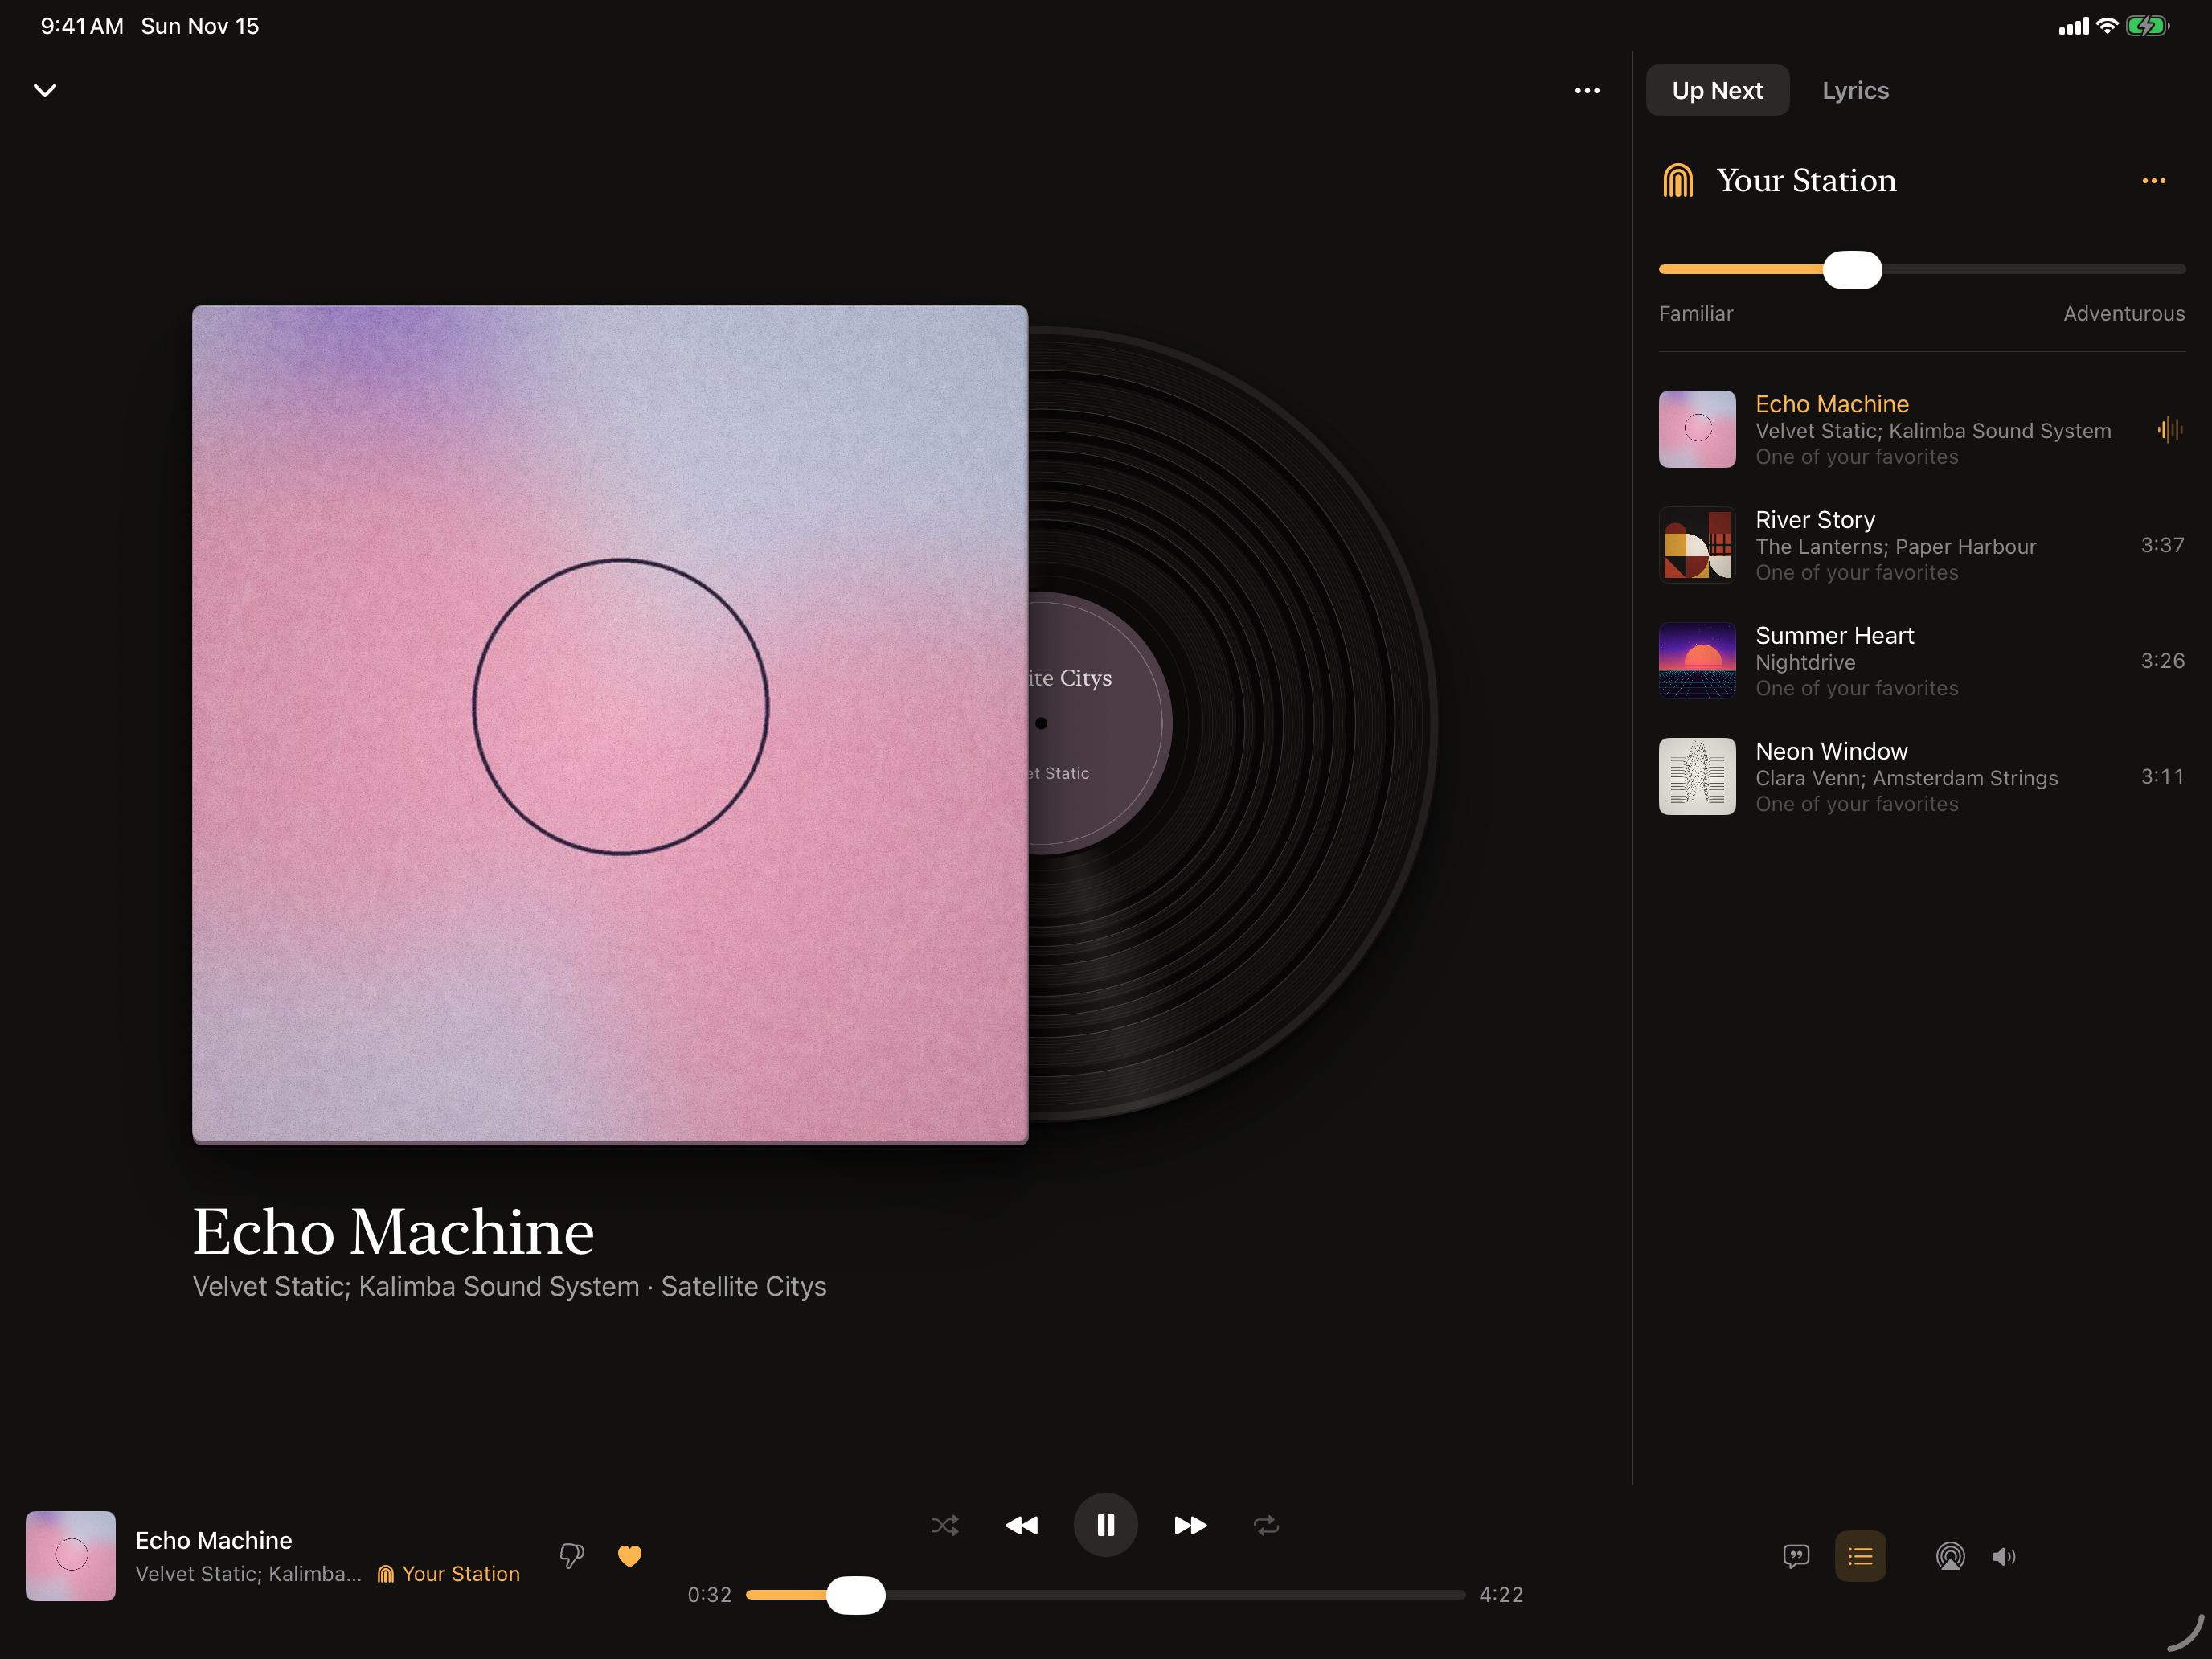 9:41 AM Sun Nov 15
Up Next
Lyrics
Your Station
Familiar
Adventurous
Echo Machine
Velvet Static; Kalimba Sound System
One of your favorites
River Story
The Lanterns; Paper Harbour
One of your favorites
3:37
Summer Heart
Nightdrive
One of your favorites
3:26
Neon Window
Clara Venn; Amsterdam Strings
One of your favorites
3:11
ite Citys
et Static
Echo Machine
Velvet Static; Kalimba Sound System · Satellite Citys
Echo Machine
Velvet Static; Kalimba... Your Station
0:32
4:22